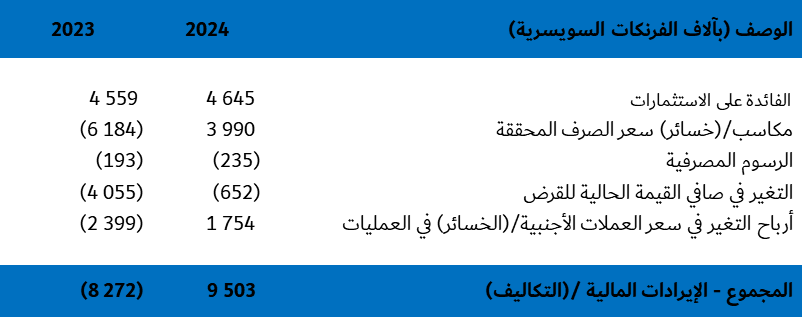 الوصف (بآلاف الفرنكات السويسرية) 2024 2023
الفائدة على الاستثمارات 4 645 4 559
مكاسب/(خسائر) سعر الصرف المحققة 3 990 (6 184)
الرسوم المصرفية (235) (193)
التغير في صافي القيمة الحالية للقرض (652) (4 055)
أرباح التغير في سعر العملات الأجنبية/(الخسائر) في العمليات 1 754 (2 399)
المجموع - الإيرادات المالية /(التكاليف) 9 503 (8 272)